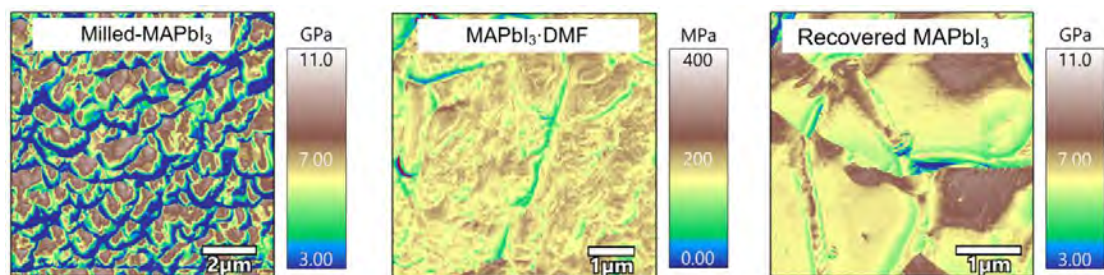 Milled-MAPbI₃
GPa
11.0
7.00
3.00
2μm
MAPbI₃·DMF
MPa
400
200
0.00
1μm
Recovered MAPbI₃
GPa
11.0
7.00
3.00
1μm